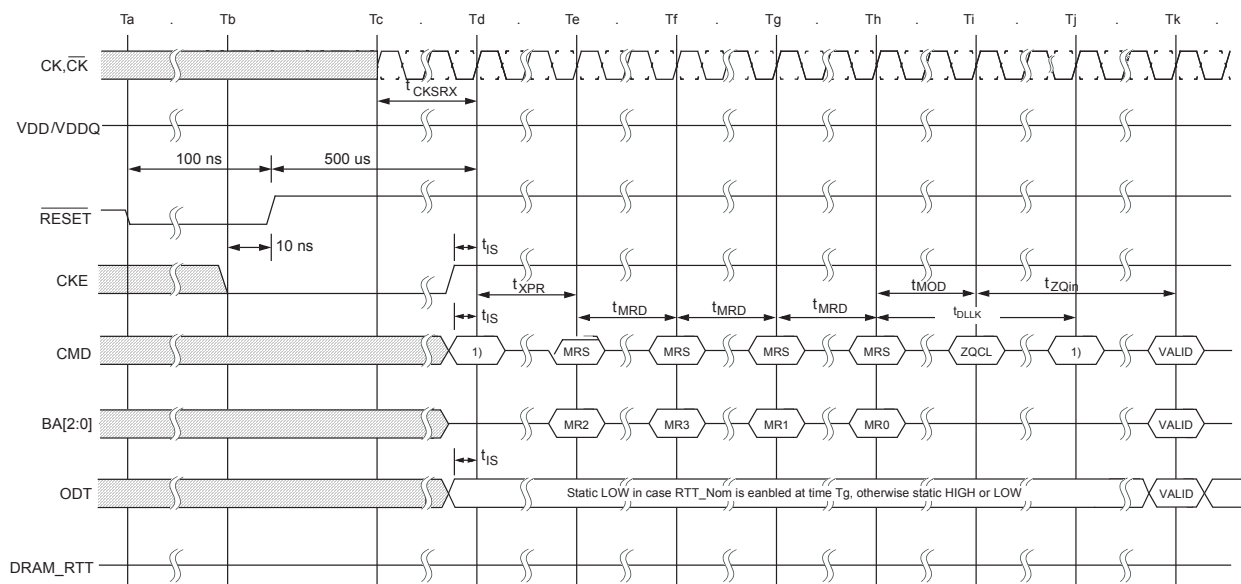 Ta . Tb . Tc . Td . Te . Tf . Tg . Th . Ti . Tj . Tk .
CK,CK
tCKSRX
VDD/VDDQ
100 ns 500 us
RESET
10 ns tIS
CKE
tXPR tMOD tZQin
tMRD tMRD tMRD tDLLK
tIS
CMD 1) MRS MRS MRS MRS ZQCL 1) VALID
BA[2:0] MR2 MR3 MR1 MR0 VALID
tIS
ODT Static LOW in case RTT_Nom is eanbled at time Tg, otherwise static HIGH or LOW VALID
DRAM_RTT